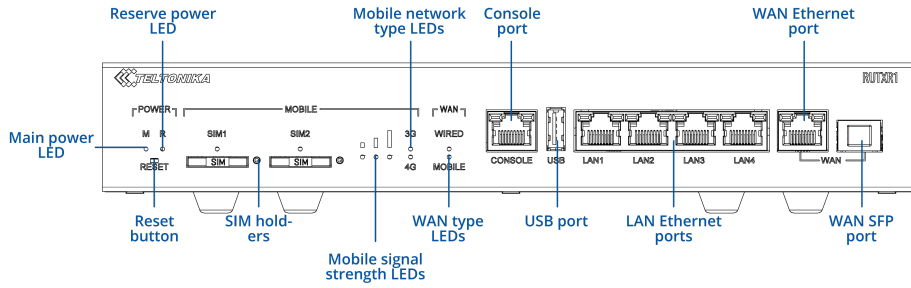 Reserve power
LED
Mobile network
type LEDs
Console
port
WAN Ethernet
port
TELTONIKA
RUTXR1
POWER
MOBILE
WAN
Main power
LED
M R
SIM1
SIM2
3G
WIRED
RESET
SIM
SIM
4G
MOBILE
CONSOLE
USB
LAN1
LAN2
LAN3
LAN4
WAN
Reset
button
SIM hold-
ers
Mobile signal
strength LEDs
WAN type
LEDs
USB port
LAN Ethernet
ports
WAN SFP
port